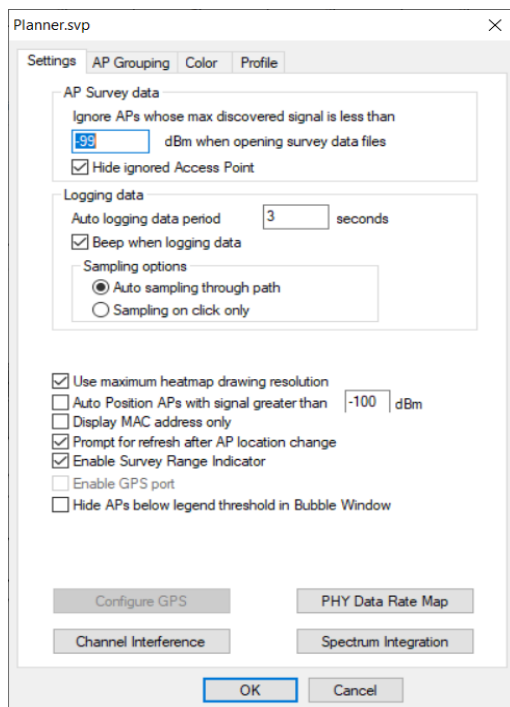 Planner.svp
Settings AP Grouping Color Profile
AP Survey data
Ignore APs whose max discovered signal is less than
-99 dBm when opening survey data files
Hide ignored Access Point
Logging data
Auto logging data period 3 seconds
Beep when logging data
Sampling options
Auto sampling through path
Sampling on click only
Use maximum heatmap drawing resolution
Auto Position APs with signal greater than -100 dBm
Display MAC address only
Prompt for refresh after AP location change
Enable Survey Range Indicator
Enable GPS port
Hide APs below legend threshold in Bubble Window
Configure GPS PHY Data Rate Map
Channel Interference Spectrum Integration
OK Cancel